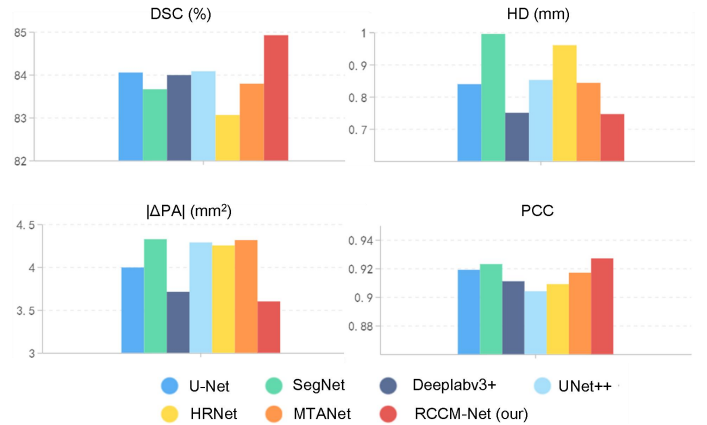 DSC (%)
85
84
83
82
HD (mm)
1
0.9
0.8
0.7
|ΔPA| (mm²)
4.5
4
3.5
3
PCC
0.94
0.92
0.9
0.88
U-Net SegNet Deeplabv3+ UNet++
HRNet MTANet RCCM-Net (our)